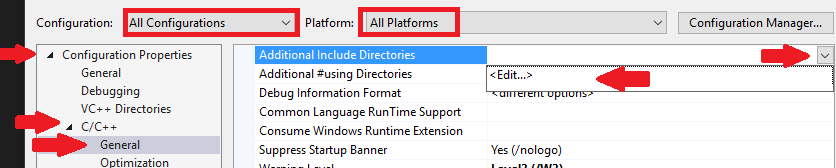 Configuration: All Configurations Platform: All Platforms Configuration Manager...
Configuration Properties
General
Debugging
VC++ Directories
C/C++
General
Optimization
Additional Include Directories
Additional #using Directories <Edit...>
Debug Information Format <different options>
Common Language RunTime Support
Consume Windows Runtime Extension
Suppress Startup Banner Yes (/nologo)
Warning Level Level3 (/W3)